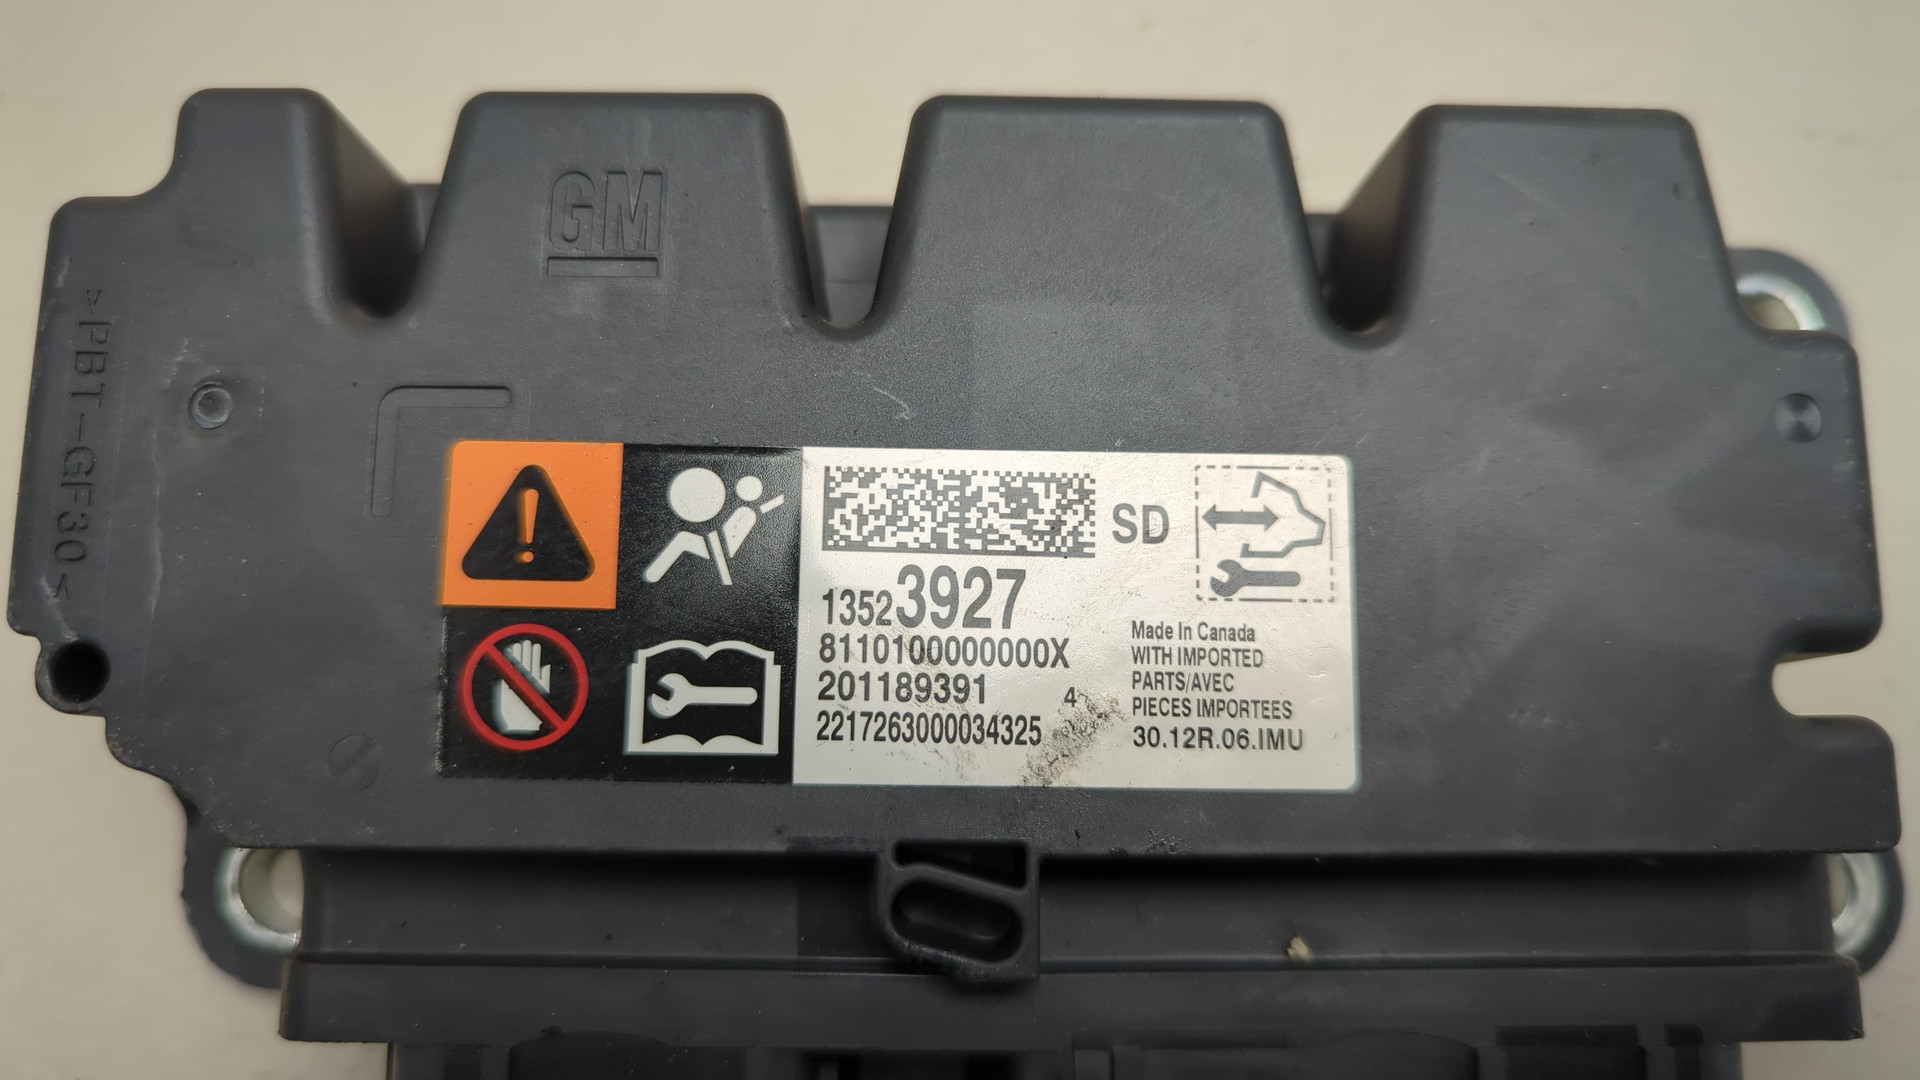 GM
>PBT-GF30<
SD
13523927
8110100000000X
201189391 4
2217263000034325
Made In Canada
WITH IMPORTED
PARTS/AVEC
PIECES IMPORTEES
30.12R.06.IMU